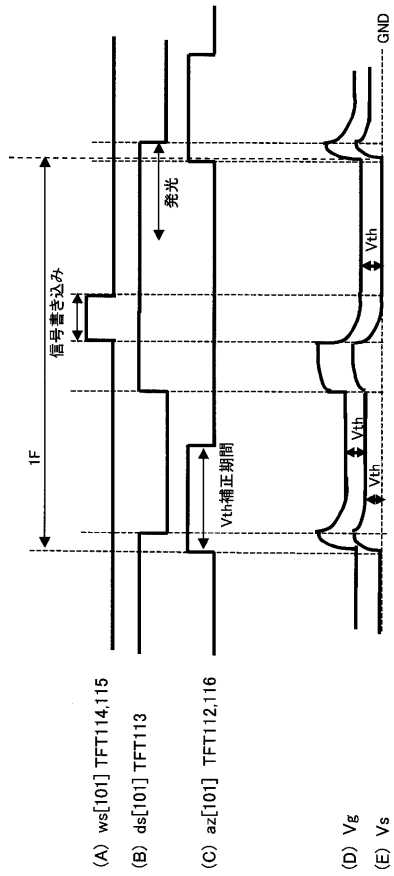 1F
信号書き込み
(A) ws[101] TFT114,115
(B) ds[101] TFT113
発光
(C) az[101] TFT112,116
Vth補正期間
(D) Vg
Vth
Vth
Vth
(E) Vs
GND